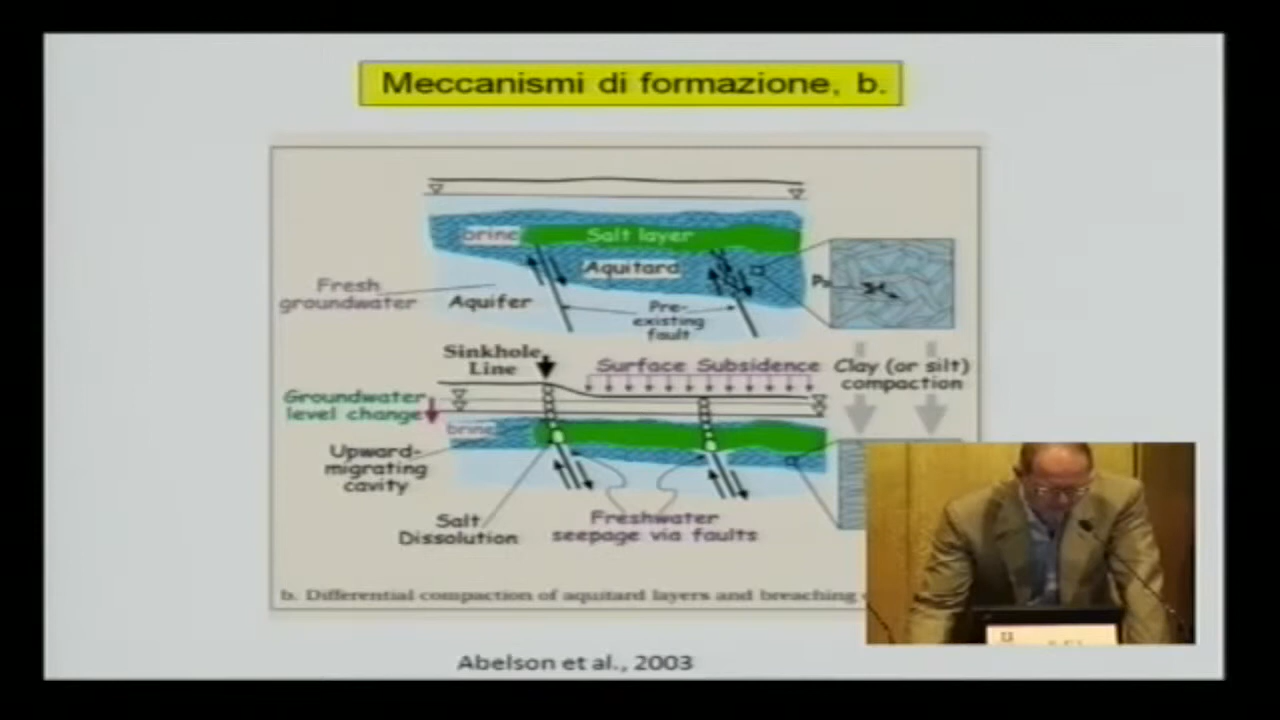 Meccanismi di formazione, b.
brine
Salt layer
Aquitard
Fresh
groundwater
Aquifer
Pre-
existing
fault
Sinkhole
Line
Surface Subsidence
Clay (or silt)
compaction
Groundwater
level change
brine
Upward-
migrating
cavity
Salt
Dissolution
Freshwater
seepage via faults
b. Differential compaction of aquitard layers and breaching
Abelson et al., 2003